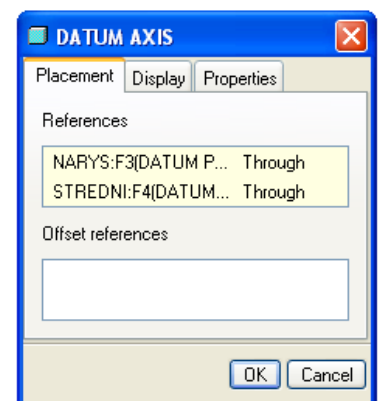 DATUM AXIS
Placement Display Properties
References
NARYS:F3(DATUM P... Through
STREDNI:F4(DATUM... Through
Offset references
OK Cancel